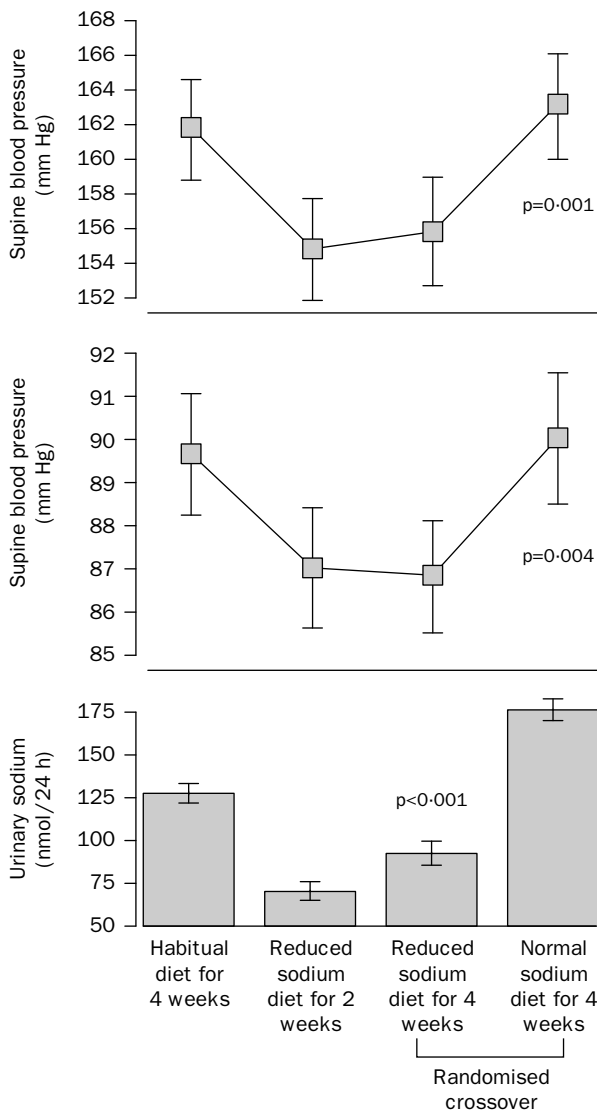 Supine blood pressure
(mm Hg)
168
166
164
162
160
158
156
154
152
p=0·001
Supine blood pressure
(mm Hg)
92
91
90
89
88
87
86
85
p=0·004
Urinary sodium
(nmol/24 h)
175
125
100
75
50
p<0·001
Habitual
diet for
4 weeks
Reduced
sodium
diet for 2
weeks
Reduced
sodium
diet for 4
weeks
Normal
sodium
diet for 4
weeks
Randomised
crossover